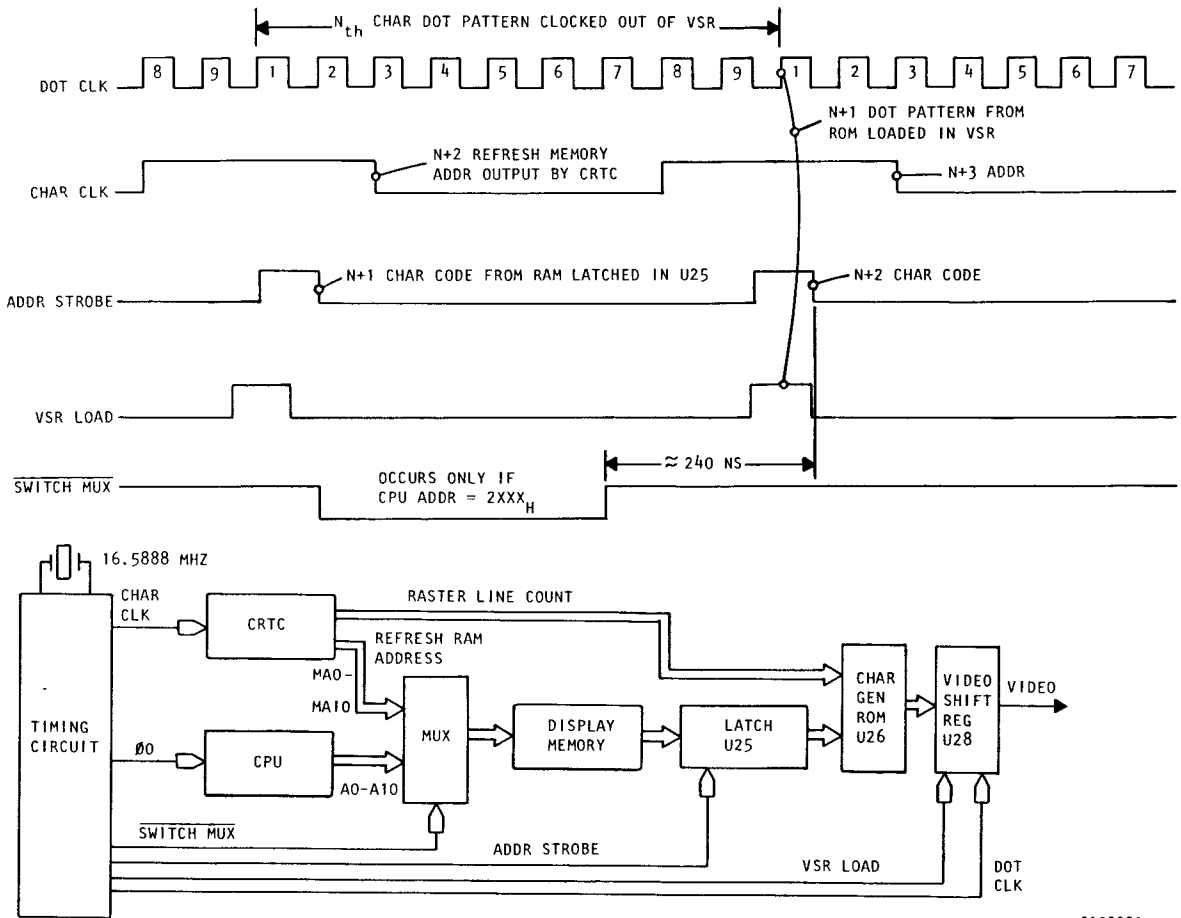 Nth CHAR DOT PATTERN CLOCKED OUT OF VSR
DOT CLK
8 9 1 2 3 4 5 6 7 8 9 1 2 3 4 5 6 7
N+1 DOT PATTERN FROM
ROM LOADED IN VSR
CHAR CLK
N+2 REFRESH MEMORY
ADDR OUTPUT BY CRTC
N+3 ADDR
ADDR STROBE
N+1 CHAR CODE FROM RAM LATCHED IN U25
N+2 CHAR CODE
VSR LOAD
≈ 240 NS
SWITCH MUX
OCCURS ONLY IF
CPU ADDR = 2XXXH
16.5888 MHZ
TIMING
CIRCUIT
CHAR
CLK
CRTC
RASTER LINE COUNT
REFRESH RAM
ADDRESS
MA0-
MA10
Ø0
CPU
A0-A10
MUX
DISPLAY
MEMORY
LATCH
U25
CHAR
GEN
ROM
U26
VIDEO
SHIFT
REG
U28
VIDEO
SWITCH MUX
ADDR STROBE
VSR LOAD
DOT
CLK